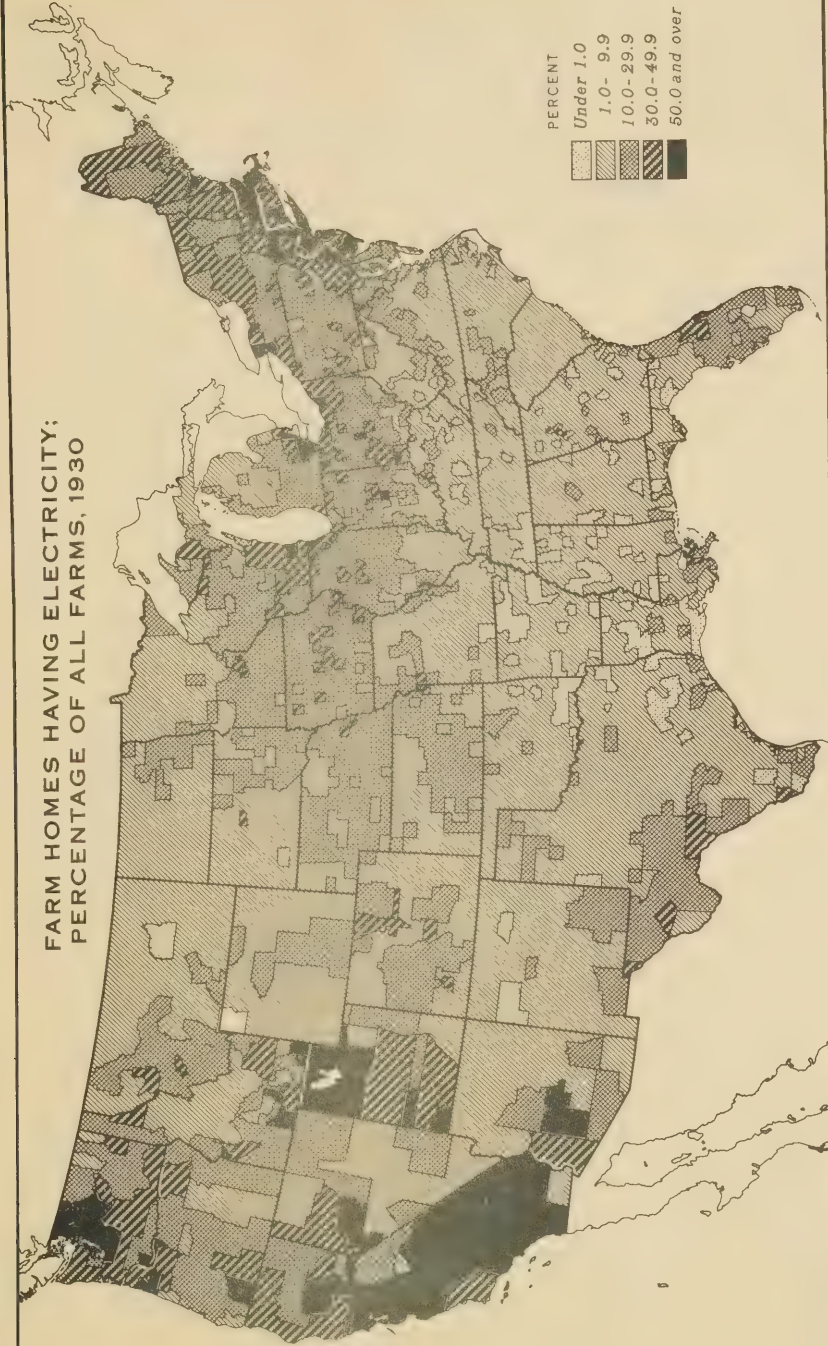 FARM HOMES HAVING ELECTRICITY;
PERCENTAGE OF ALL FARMS, 1930
PERCENT
Under 1.0
1.0- 9.9
10.0-29.9
30.0-49.9
50.0 and over